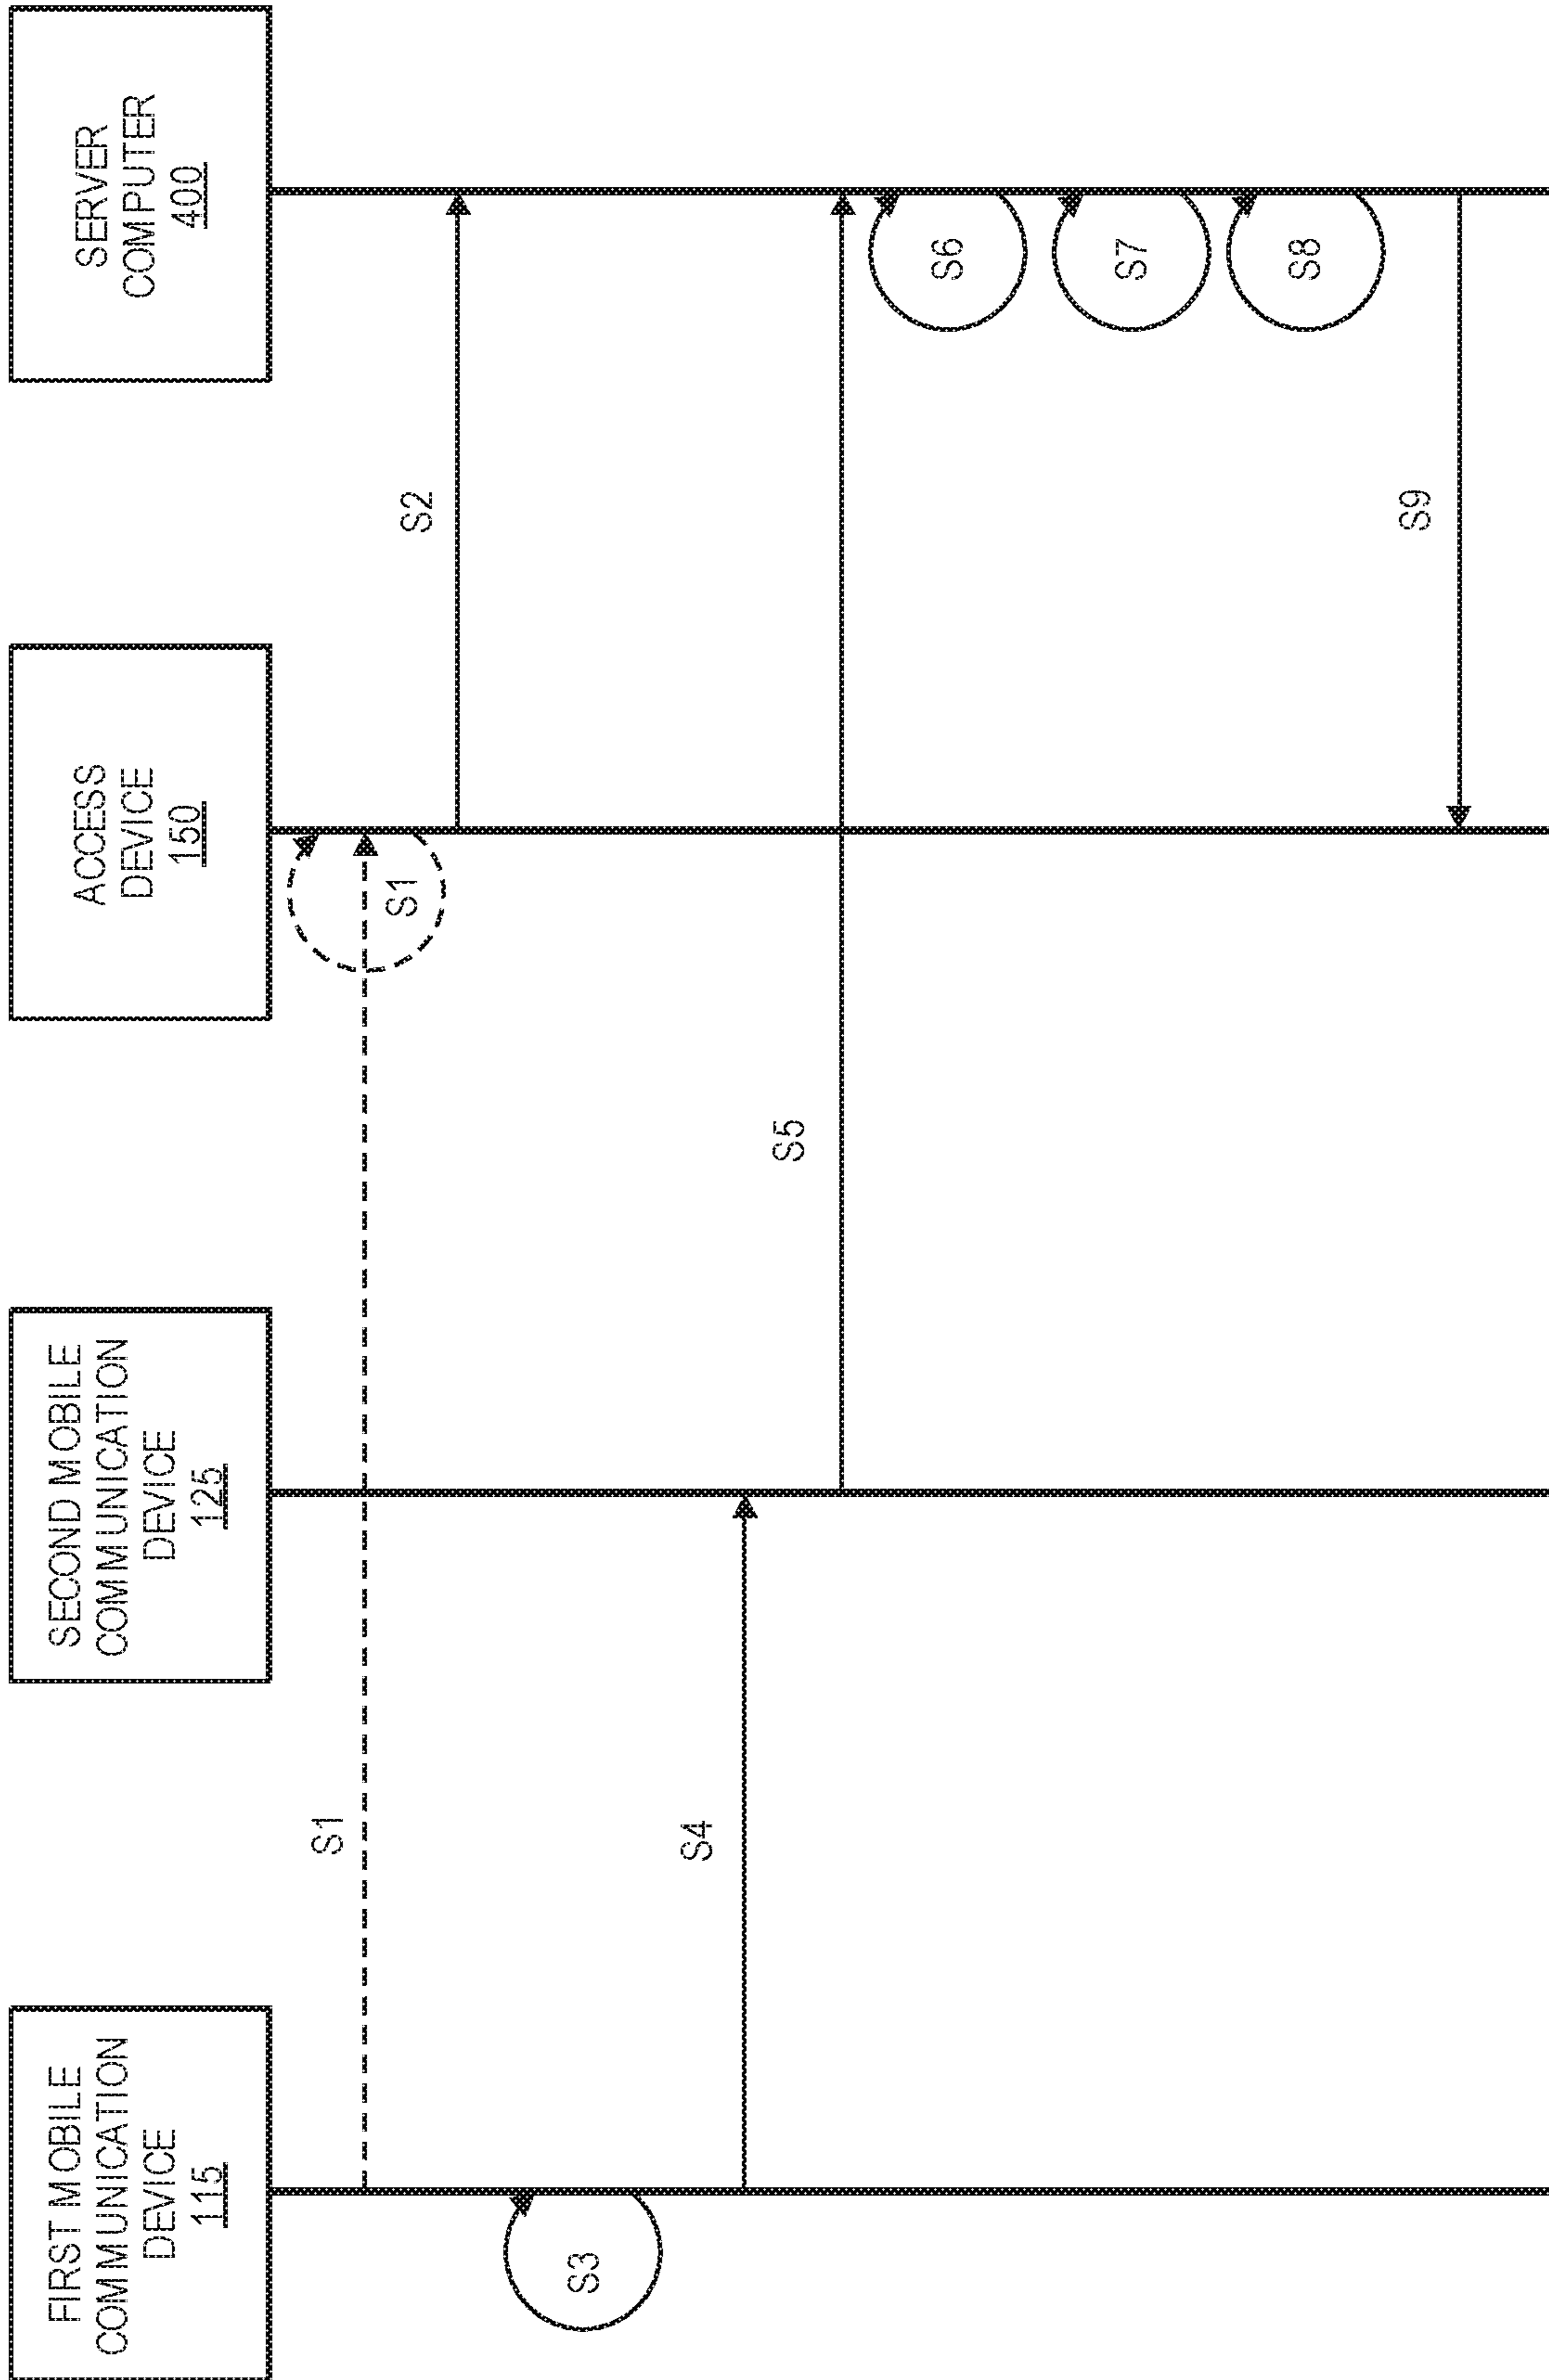 FIRST MOBILE
COMMUNICATION
DEVICE
115
SECOND MOBILE
COMMUNICATION
DEVICE
125
ACCESS
DEVICE
150
SERVER
COMPUTER
400
S1
S1
S2
S3
S4
S5
S6
S7
S8
S9